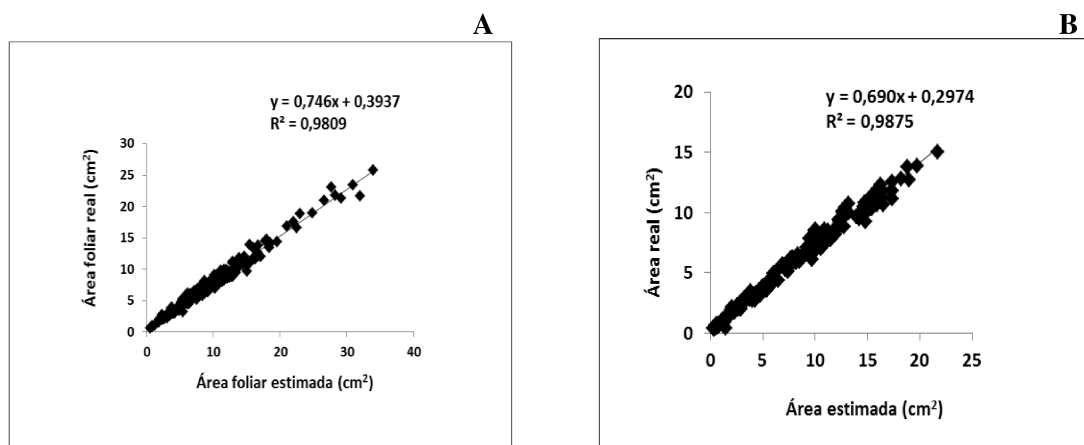 A
y = 0,746x + 0,3937
R² = 0,9809
Área foliar real (cm²)
30
25
20
15
10
5
0
0 10 20 30 40
Área foliar estimada (cm²)
B
y = 0,690x + 0,2974
R² = 0,9875
Área real (cm²)
20
15
10
5
0
0 5 10 15 20 25
Área estimada (cm²)